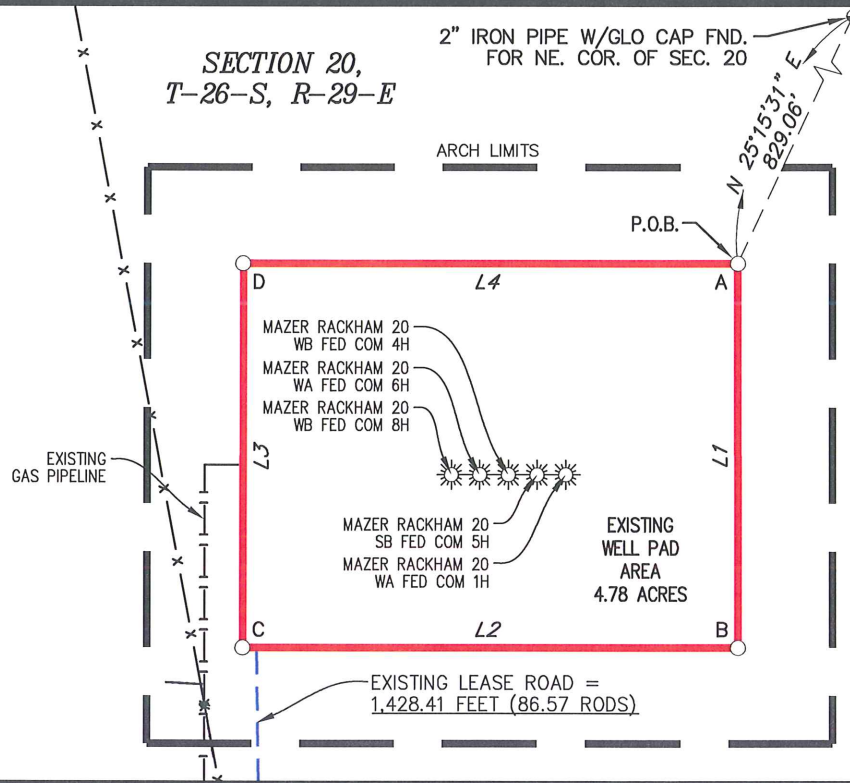 2" IRON PIPE W/GLO CAP FND.
FOR NE. COR. OF SEC. 20
SECTION 20,
T-26-S, R-29-E
N 25°15'31" E
829.06'
ARCH LIMITS
P.O.B.
D
L4
A
MAZER RACKHAM 20
WB FED COM 4H
MAZER RACKHAM 20
WA FED COM 6H
MAZER RACKHAM 20
WB FED COM 8H
EXISTING
GAS PIPELINE
L3
L1
MAZER RACKHAM 20
SB FED COM 5H
MAZER RACKHAM 20
WA FED COM 1H
EXISTING
WELL PAD
AREA
4.78 ACRES
C
L2
B
EXISTING LEASE ROAD =
1,428.41 FEET (86.57 RODS)